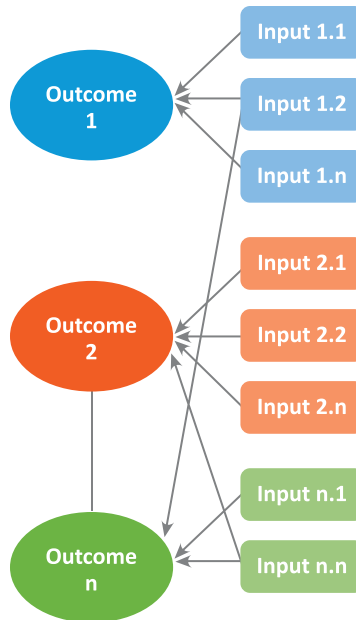 Input 1.1
Outcome
1
Input 1.2
Input 1.n
Input 2.1
Outcome
2
Input 2.2
Input 2.n
Input n.1
Outcome
n
Input n.n